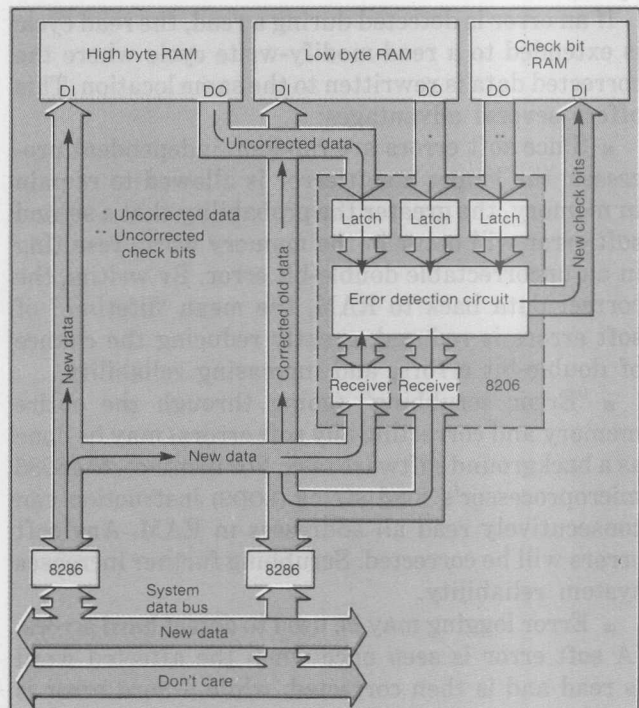 High byte RAM
Low byte RAM
Check bit
RAM
DI
DO
DI
DO
DO
DI
Uncorrected data
* Uncorrected data
** Uncorrected
check bits
Latch
Latch
Latch
Error detection circuit
New check bits
New data
Corrected old data
Receiver
Receiver
8206
New data
8286
8286
System
data bus
New data
Don't care